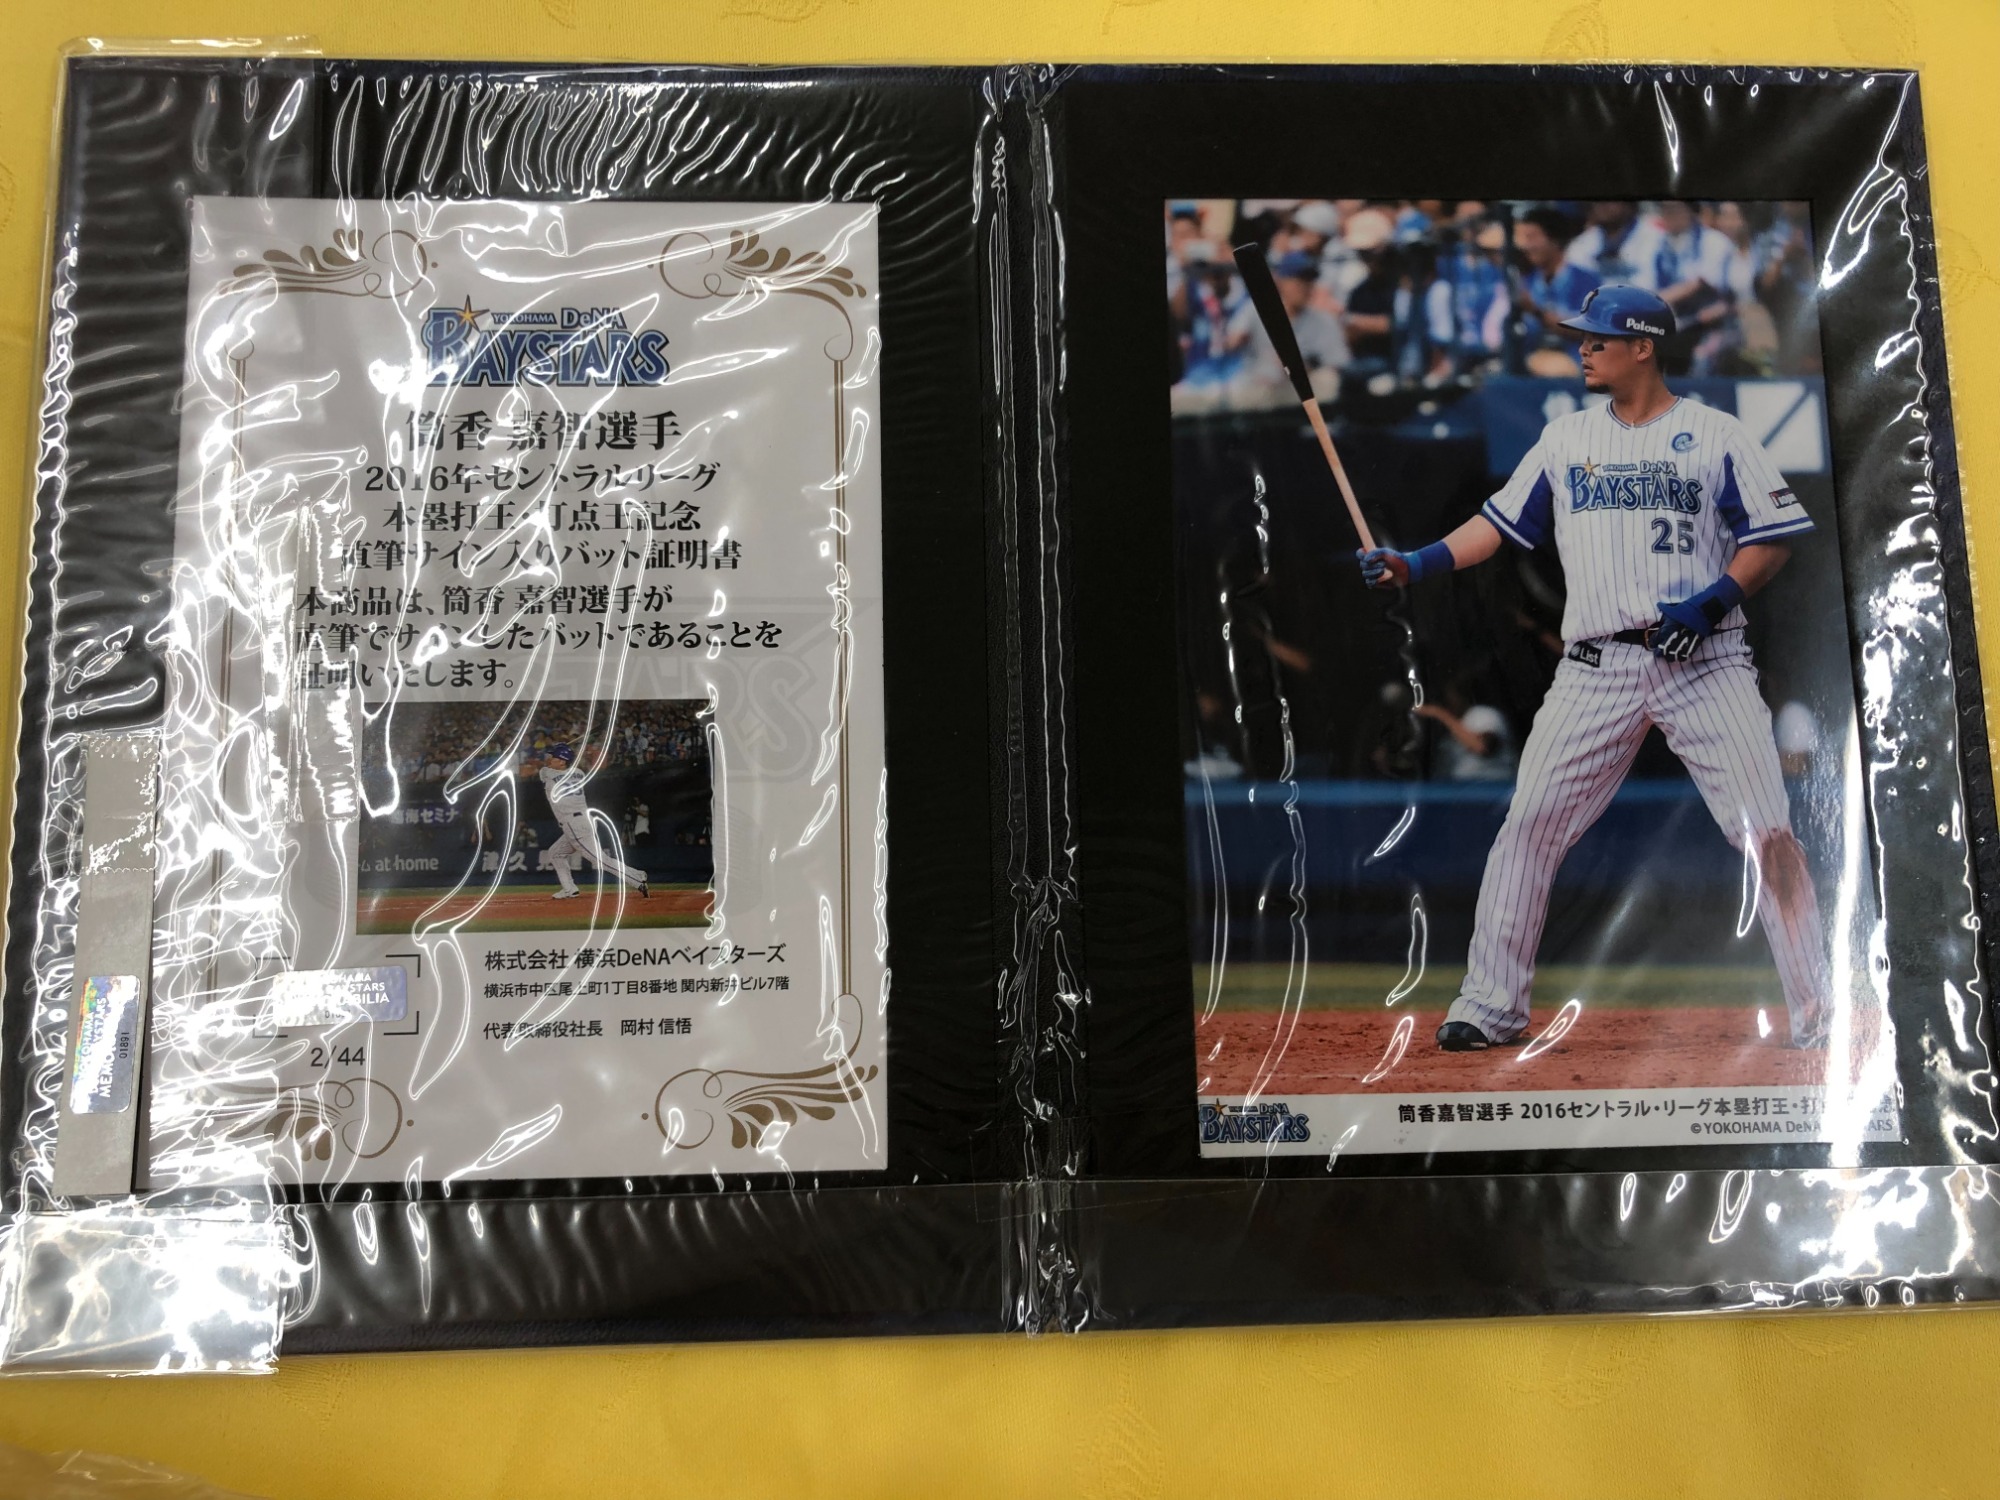 YOKOHAMA DeNA
BAYSTARS
筒香 嘉智選手
2016年セントラルリーグ
本塁打王・打点王記念
直筆サイン入りバット証明書
本商品は、筒香 嘉智選手が
直筆でサインしたバットであることを
証明いたします。
at home
株式会社 横浜DeNAベイスターズ
横浜市中区尾上町1丁目8番地 関内新井ビル7階
代表取締役社長 岡村 信悟
2/44
01891
Paloma
YOKOHAMA DeNA
BAYSTARS
25
List
YOKOHAMA DeNA
BAYSTARS
筒香嘉智選手 2016セントラル・リーグ本塁打王・打
©YOKOHAMA DeNA